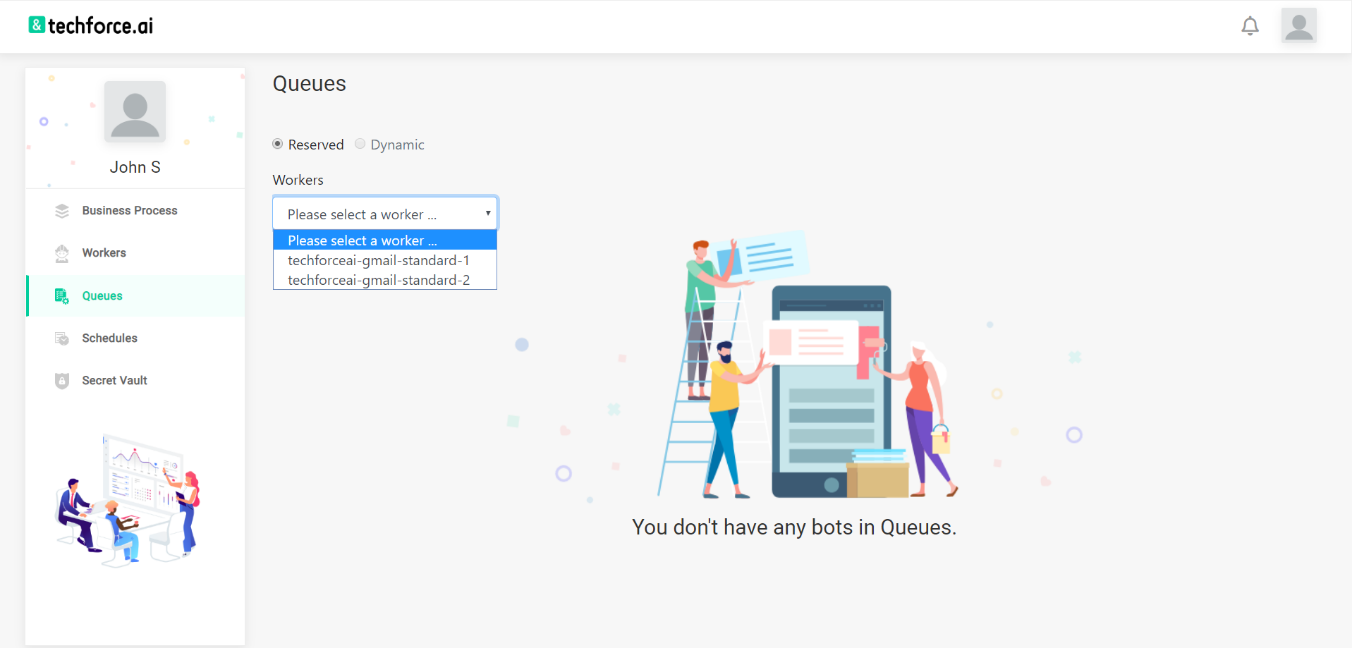 &techforce.ai
John S
Business Process
Workers
Queues
Schedules
Secret Vault
Queues
Reserved Dynamic
Workers
Please select a worker ...
Please select a worker ...
techforceai-gmail-standard-1
techforceai-gmail-standard-2
You don't have any bots in Queues.